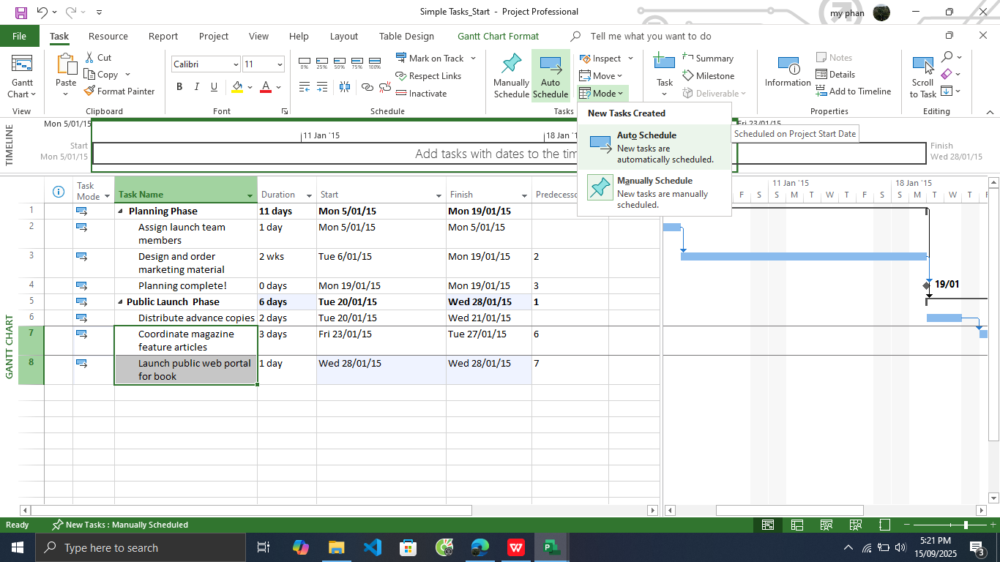 Simple Tasks_Start - Project Professional
my phan
File Task Resource Report Project View Help Layout Table Design Gantt Chart Format Tell me what you want to do
Gantt Chart
View
Paste
Cut
Copy
Format Painter
Clipboard
Calibri 11
B I U A
Font
0% 25% 50% 75% 100%
Mark on Track
Respect Links
Inactivate
Schedule
Manually Schedule
Auto Schedule
Inspect
Move
Mode
Tasks
Task
Summary
Milestone
Deliverable
Information
Notes
Details
Add to Timeline
Properties
Scroll to Task
Editing
New Tasks Created
Auto Schedule
New tasks are
automatically scheduled.
Manually Schedule
New tasks are manually
scheduled.
Scheduled on Project Start Date
TIMELINE
Mon 5/01/15
Fri 23/01/15
11 Jan '15
18 Jan '15
Start
Mon 5/01/15
Add tasks with dates to the tim
Finish
Wed 28/01/15
GANTT CHART
Task Mode Task Name Duration Start Finish Predecesso
1 Planning Phase 11 days Mon 5/01/15 Mon 19/01/15
2 Assign launch team members 1 day Mon 5/01/15 Mon 5/01/15
3 Design and order marketing material 2 wks Tue 6/01/15 Mon 19/01/15 2
4 Planning complete! 0 days Mon 19/01/15 Mon 19/01/15 3
5 Public Launch Phase 6 days Tue 20/01/15 Wed 28/01/15 1
6 Distribute advance copies 2 days Tue 20/01/15 Wed 21/01/15
7 Coordinate magazine feature articles 3 days Fri 23/01/15 Tue 27/01/15 6
8 Launch public web portal for book 1 day Wed 28/01/15 Wed 28/01/15 7
11 Jan '15 18 Jan '15
F S S M T W T F S S M T W T F
19/01
Ready New Tasks : Manually Scheduled
Type here to search
5:21 PM
15/09/2025
3